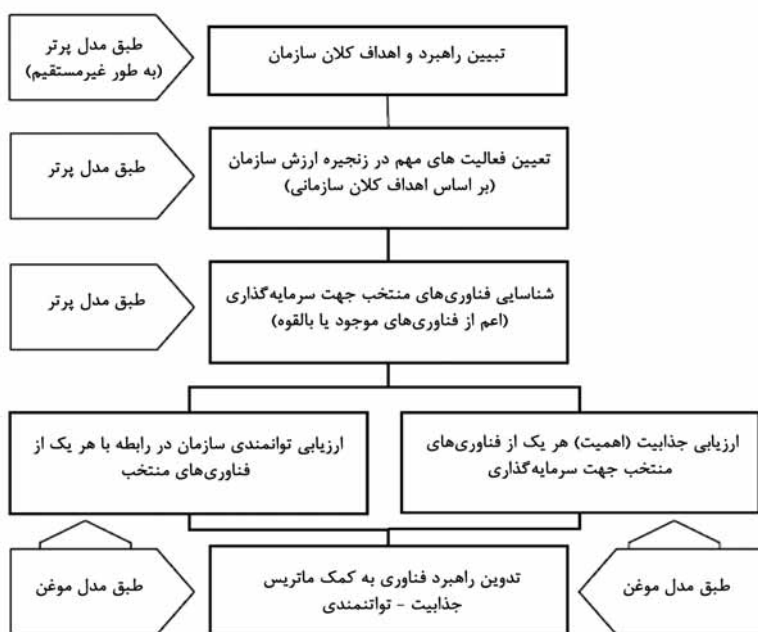 تبیین راهبرد و اهداف کلان سازمان
طبق مدل پرتر
(به طور غیرمستقیم)
تعیین فعالیت های مهم در زنجیره ارزش سازمان
(بر اساس اهداف کلان سازمانی)
طبق مدل پرتر
شناسایی فناوری‌های منتخب جهت سرمایه‌گذاری
(اعم از فناوری‌های موجود یا بالقوه)
طبق مدل پرتر
ارزیابی جذابیت (اهمیت) هر یک از فناوری‌های
منتخب جهت سرمایه‌گذاری
ارزیابی توانمندی سازمان در رابطه با هر یک از
فناوری‌های منتخب
طبق مدل موغن
تدوین راهبرد فناوری به کمک ماتریس
جذابیت - تواتنمندی
طبق مدل موغن